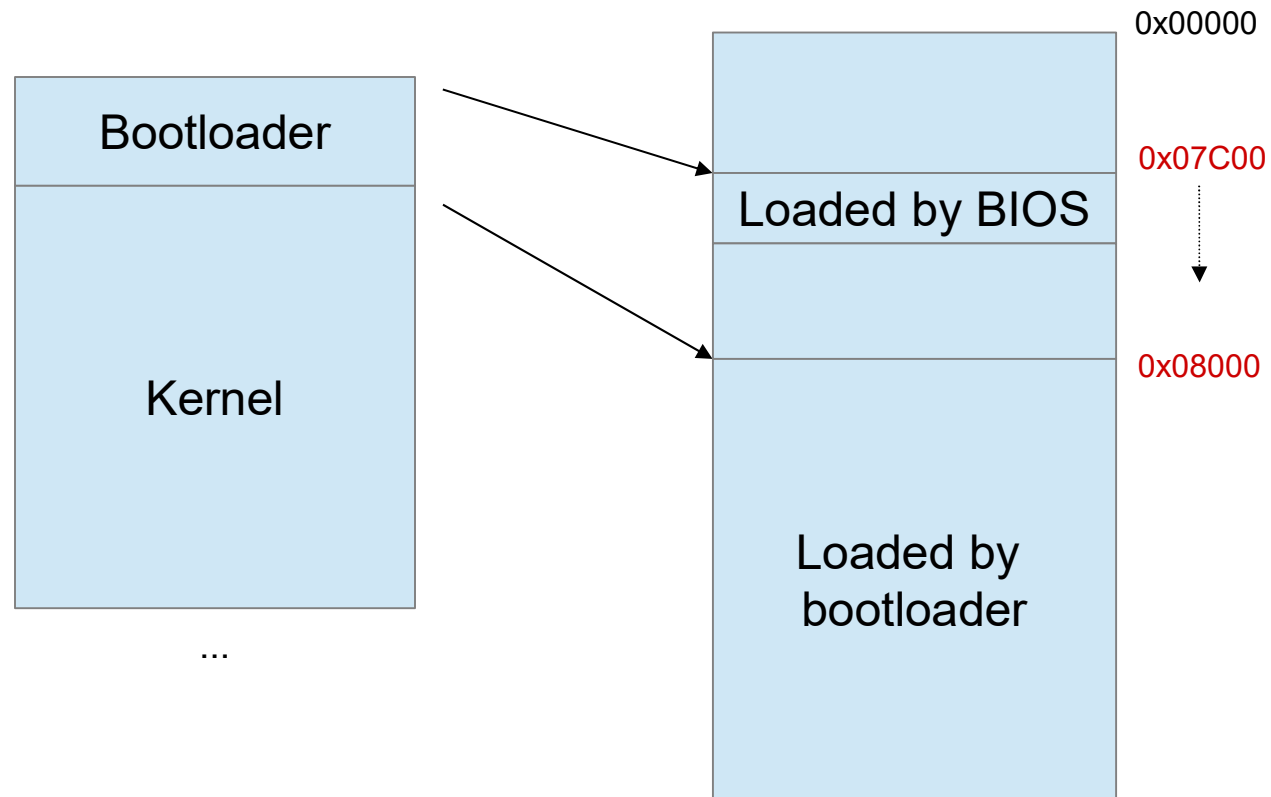 Bootloader
Kernel
...
0x00000
0x07C00
Loaded by BIOS
0x08000
Loaded by
bootloader